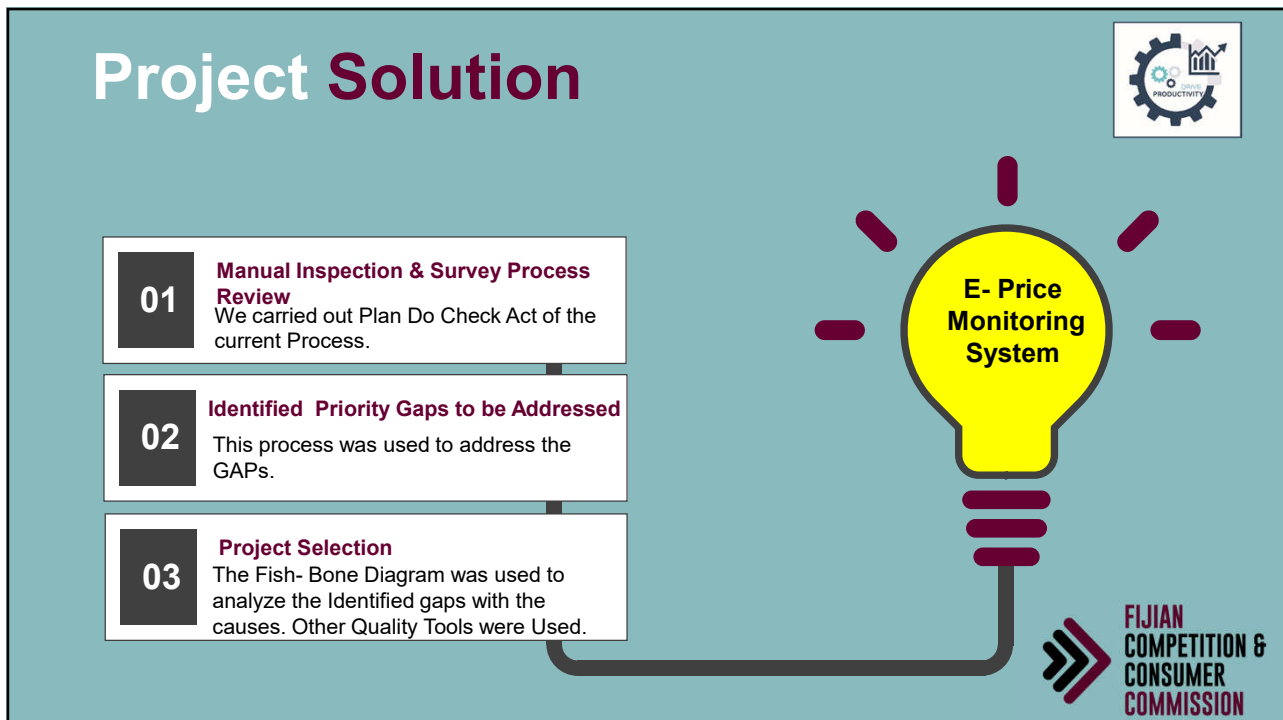 Project Solution
DRIVE
PRODUCTIVITY
01
Manual Inspection & Survey Process
Review
We carried out Plan Do Check Act of the
current Process.
02
Identified Priority Gaps to be Addressed
This process was used to address the
GAPs.
03
Project Selection
The Fish- Bone Diagram was used to
analyze the Identified gaps with the
causes. Other Quality Tools were Used.
E- Price
Monitoring
System
FIJIAN
COMPETITION &
CONSUMER
COMMISSION